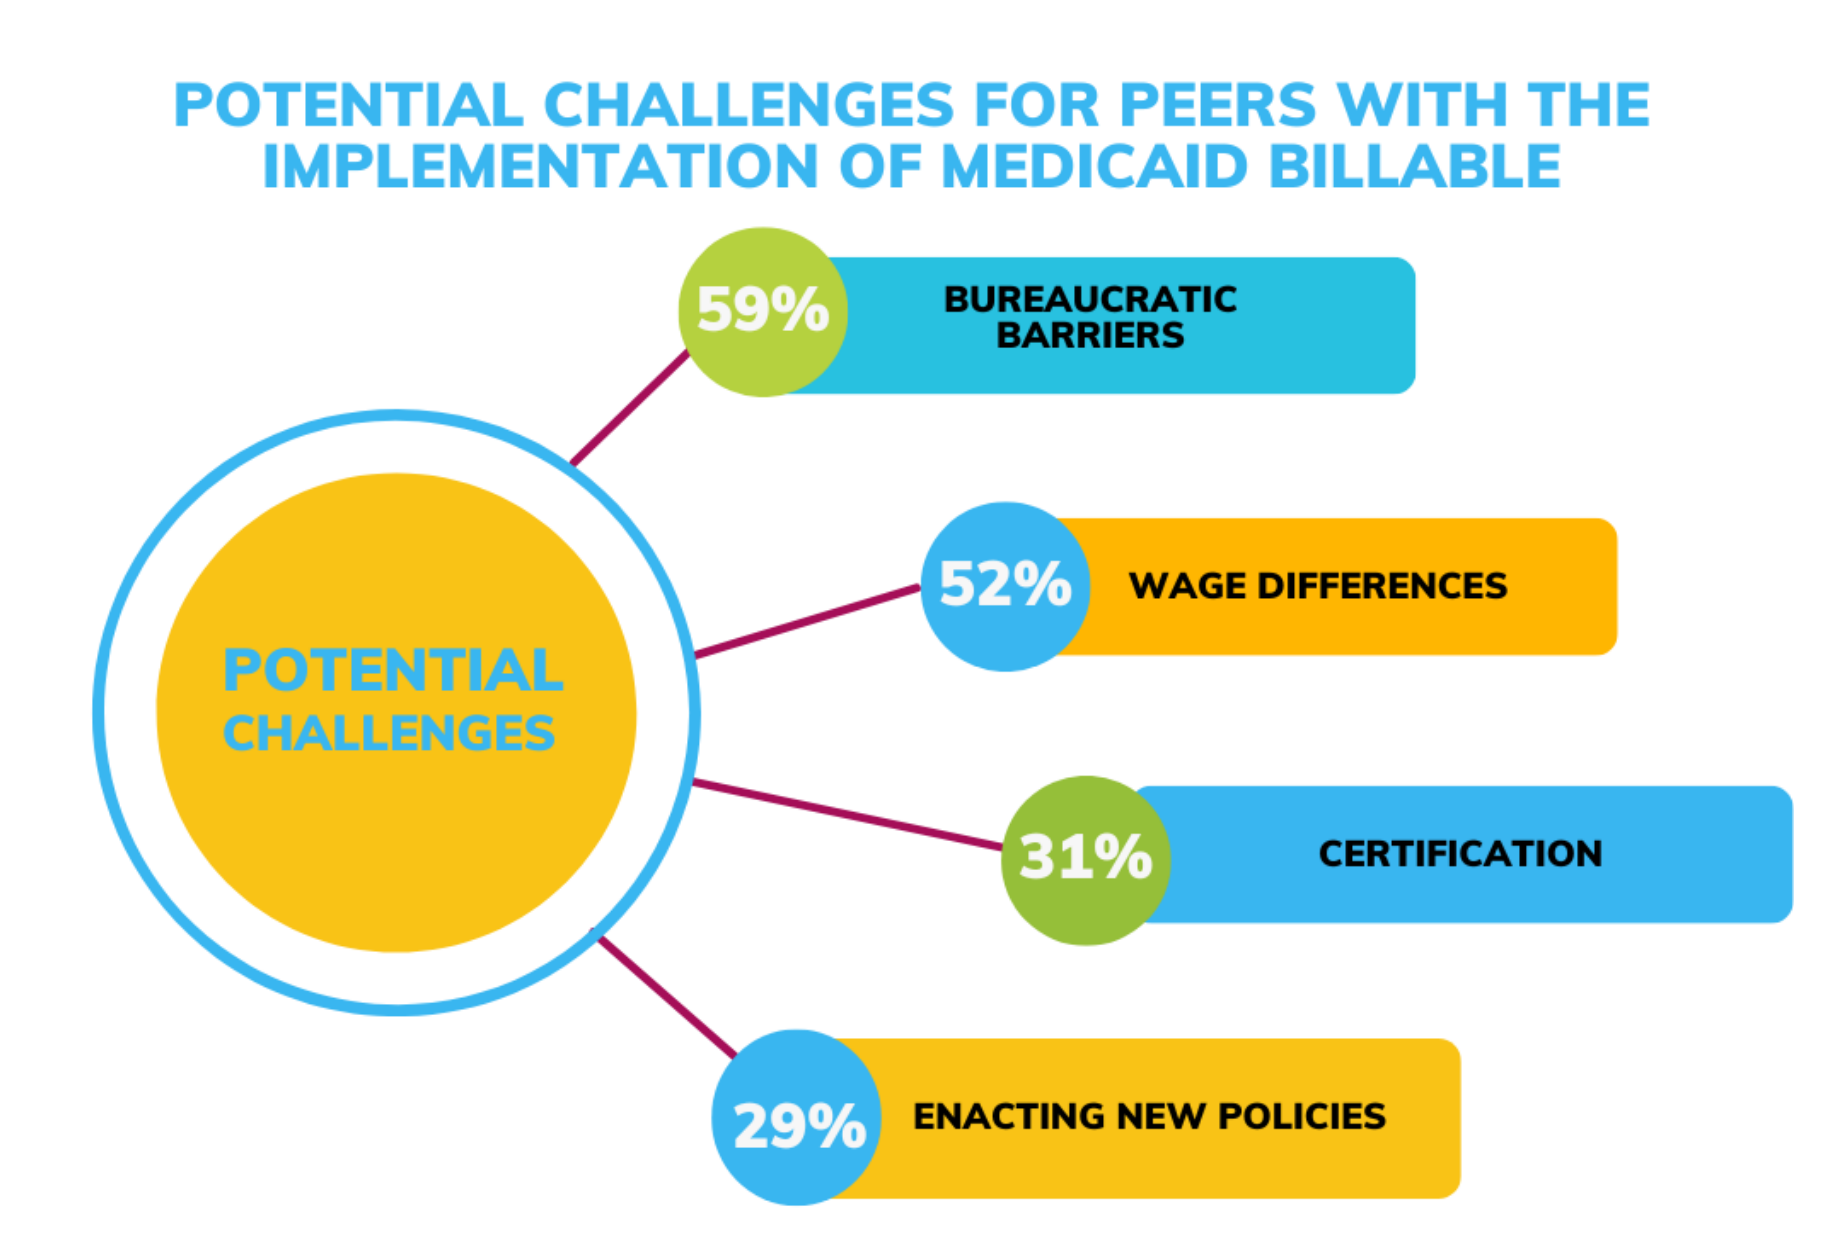 POTENTIAL CHALLENGES FOR PEERS WITH THE
IMPLEMENTATION OF MEDICAID BILLABLE
59%
BUREAUCRATIC
BARRIERS
52%
WAGE DIFFERENCES
POTENTIAL
CHALLENGES
31%
CERTIFICATION
29%
ENACTING NEW POLICIES